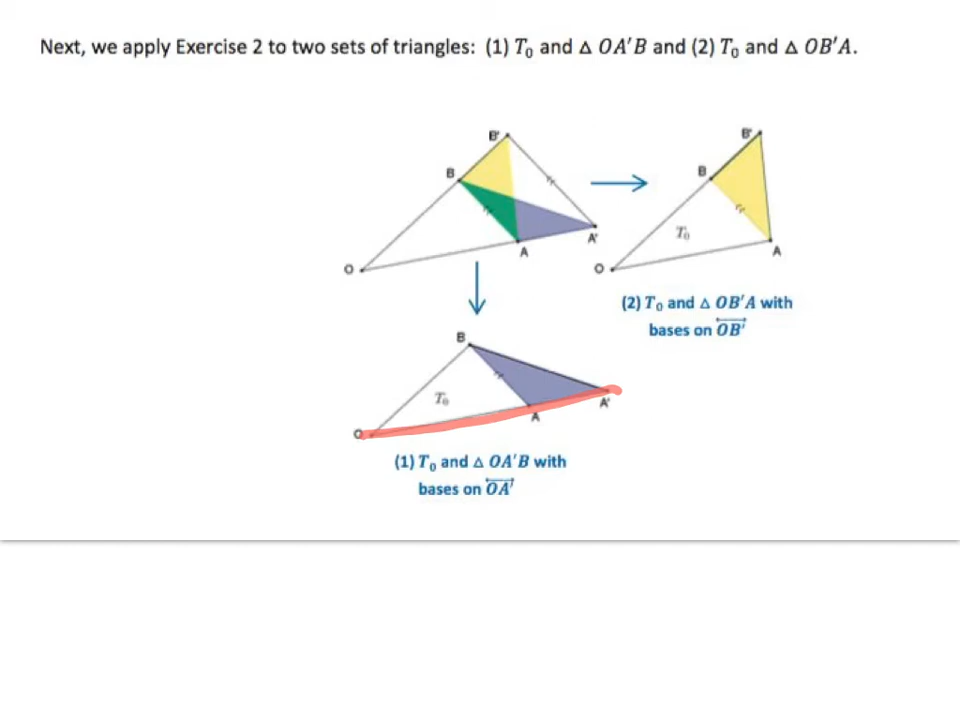 Next, we apply Exercise 2 to two sets of triangles: (1) T₀ and △ OA′B and (2) T₀ and △ OB′A.
B'
B
A'
A
O
B'
B
T₀
A
O
(2) T₀ and △ OB′A with
bases on OB′
B
T₀
A'
A
O
(1) T₀ and △ OA′B with
bases on OA′